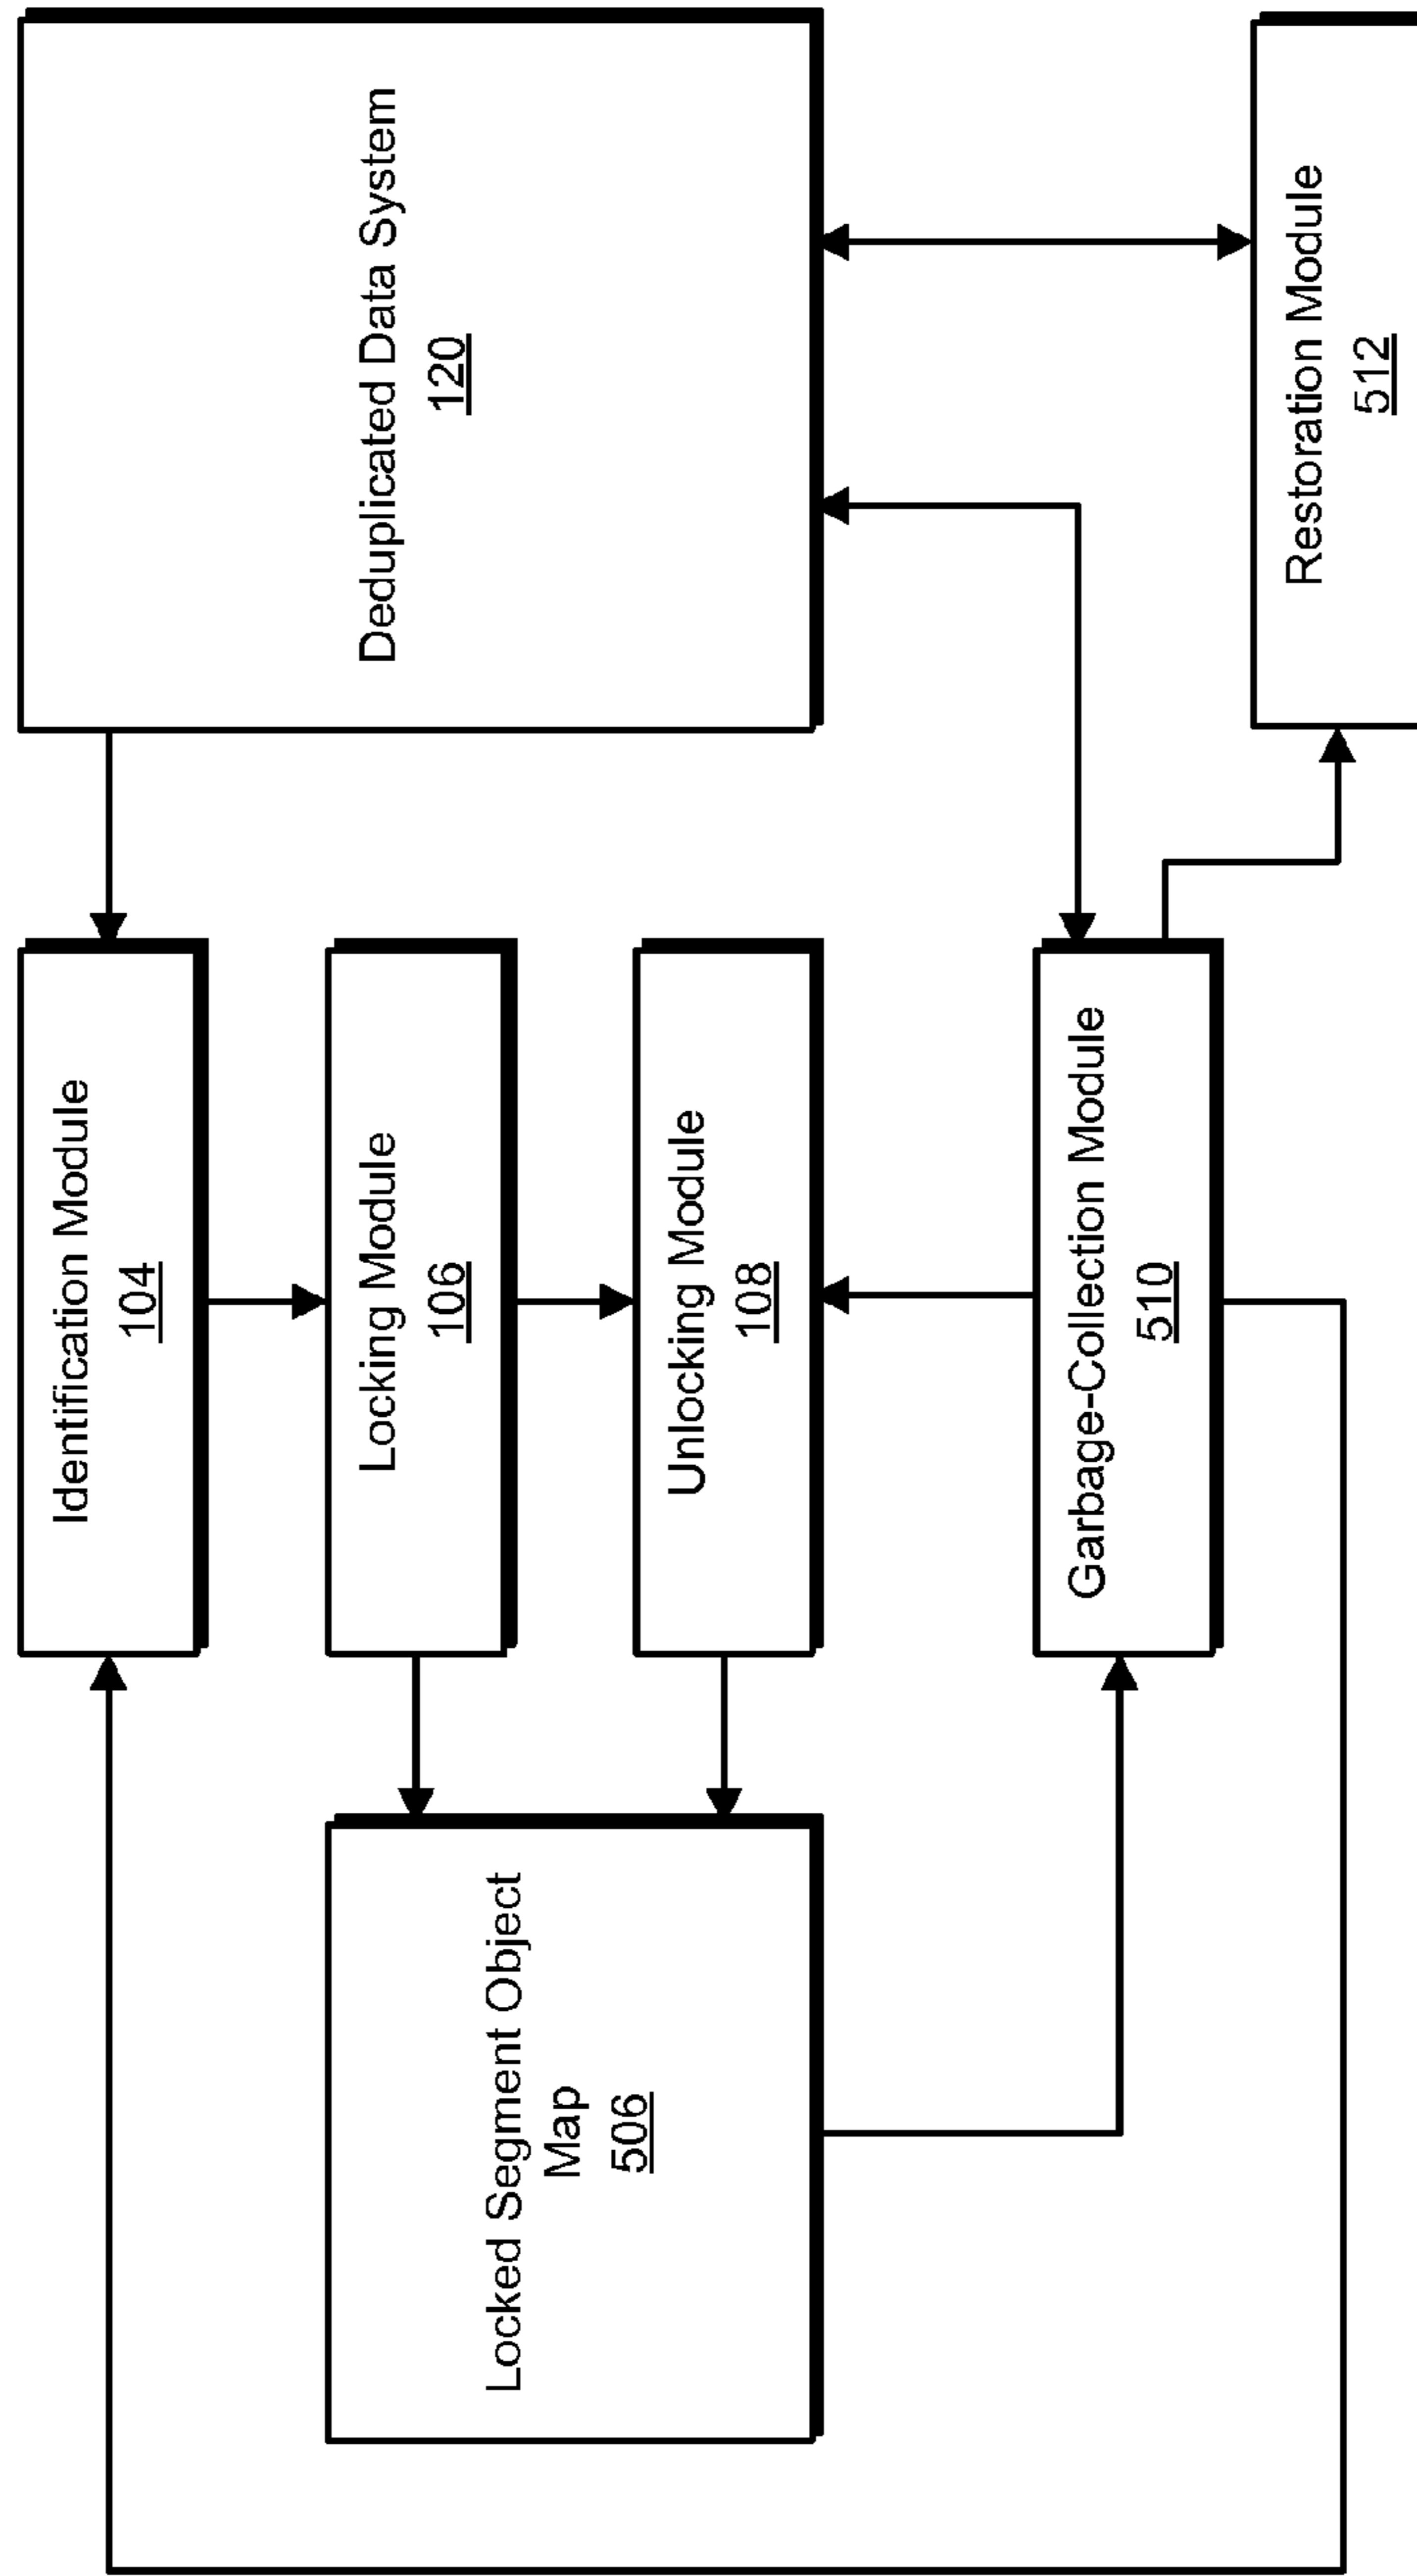 Identification Module
104
Deduplicated Data System
120
Locked Segment Object
Map
506
Locking Module
106
Unlocking Module
108
Garbage-Collection Module
510
Restoration Module
512